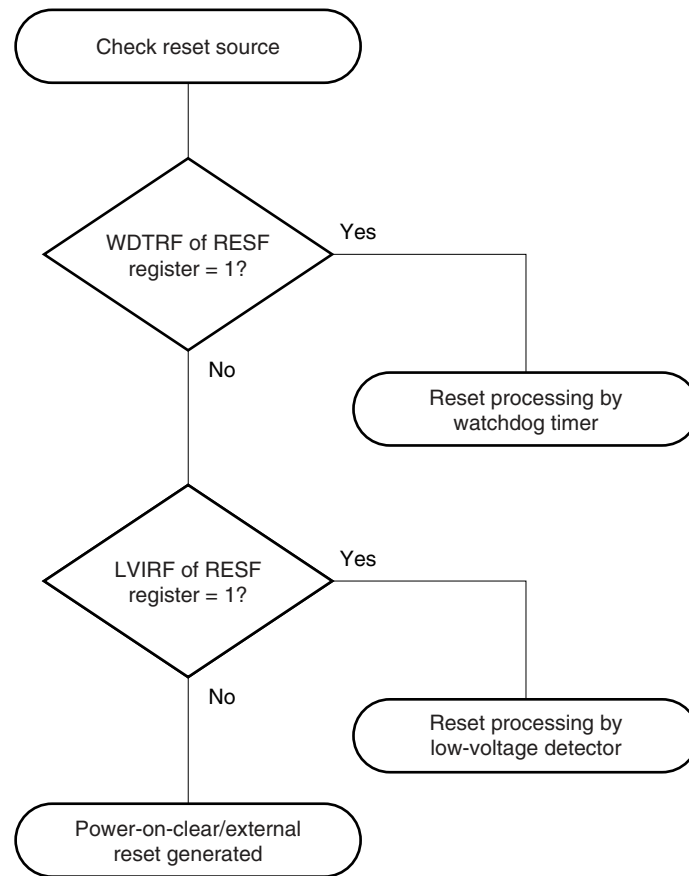 Check reset source
WDTRF of RESF
register = 1?
Yes
No
Reset processing by
watchdog timer
LVIRF of RESF
register = 1?
Yes
No
Reset processing by
low-voltage detector
Power-on-clear/external
reset generated